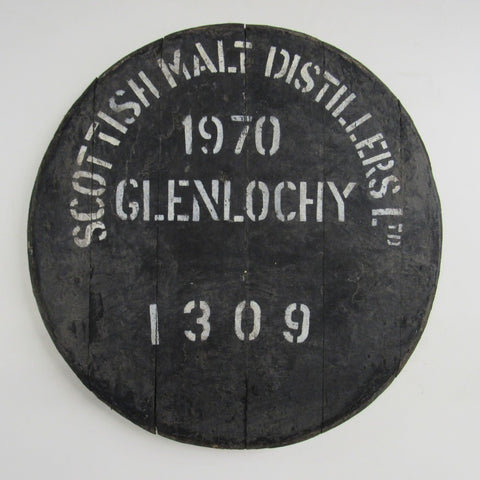 SCOTTISH MALT DISTILLERS LTD
1970
GLENLOCHY
1309